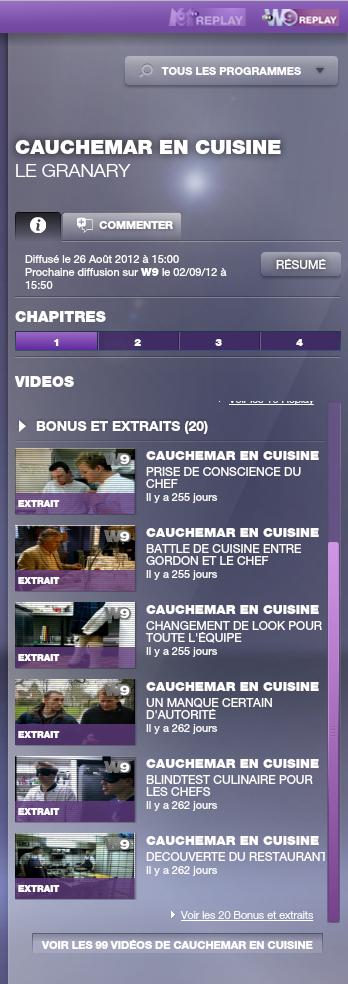 M6 REPLAY W9 REPLAY
TOUS LES PROGRAMMES
CAUCHEMAR EN CUISINE
LE GRANARY
i COMMENTER
Diffusé le 26 Août 2012 à 15:00
Prochaine diffusion sur W9 le 02/09/12 à
15:50
RÉSUMÉ
CHAPITRES
1 2 3 4
VIDEOS
BONUS ET EXTRAITS (20)
W9
CAUCHEMAR EN CUISINE
PRISE DE CONSCIENCE DU
CHEF
Il y a 255 jours
EXTRAIT
W9
CAUCHEMAR EN CUISINE
BATTLE DE CUISINE ENTRE
GORDON ET LE CHEF
Il y a 255 jours
EXTRAIT
W9
CAUCHEMAR EN CUISINE
CHANGEMENT DE LOOK POUR
TOUTE L'ÉQUIPE
Il y a 255 jours
EXTRAIT
W9
CAUCHEMAR EN CUISINE
UN MANQUE CERTAIN
D'AUTORITÉ
Il y a 262 jours
EXTRAIT
W9
CAUCHEMAR EN CUISINE
BLINDTEST CULINAIRE POUR
LES CHEFS
Il y a 262 jours
EXTRAIT
W9
CAUCHEMAR EN CUISINE
DECOUVERTE DU RESTAURANT
Il y a 262 jours
EXTRAIT
Voir les 20 Bonus et extraits
VOIR LES 99 VIDÉOS DE CAUCHEMAR EN CUISINE